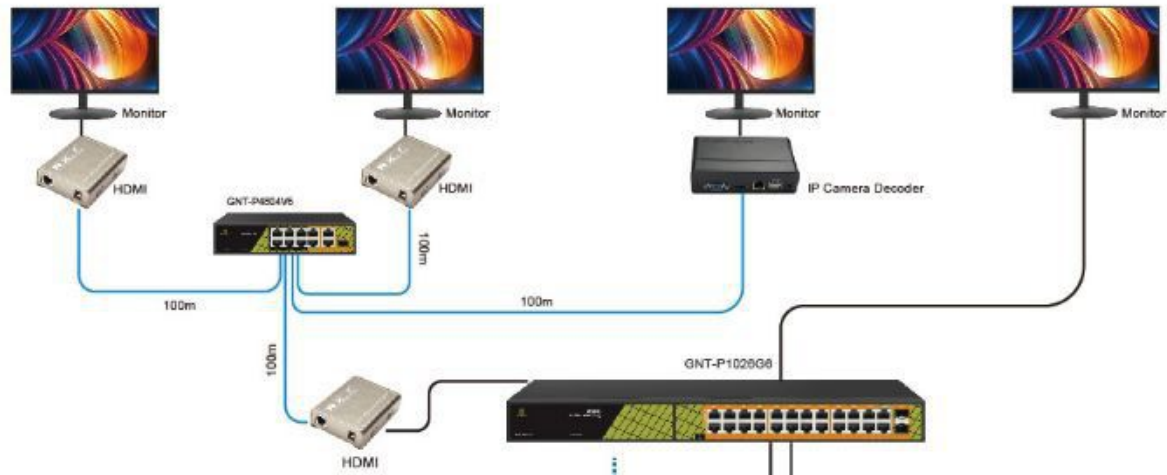 Monitor
Monitor
Monitor
Monitor
HDMI
HDMI
IP Camera Decoder
GNT-P4804V6
100m
100m
100m
100m
GNT-P1026G6
HDMI